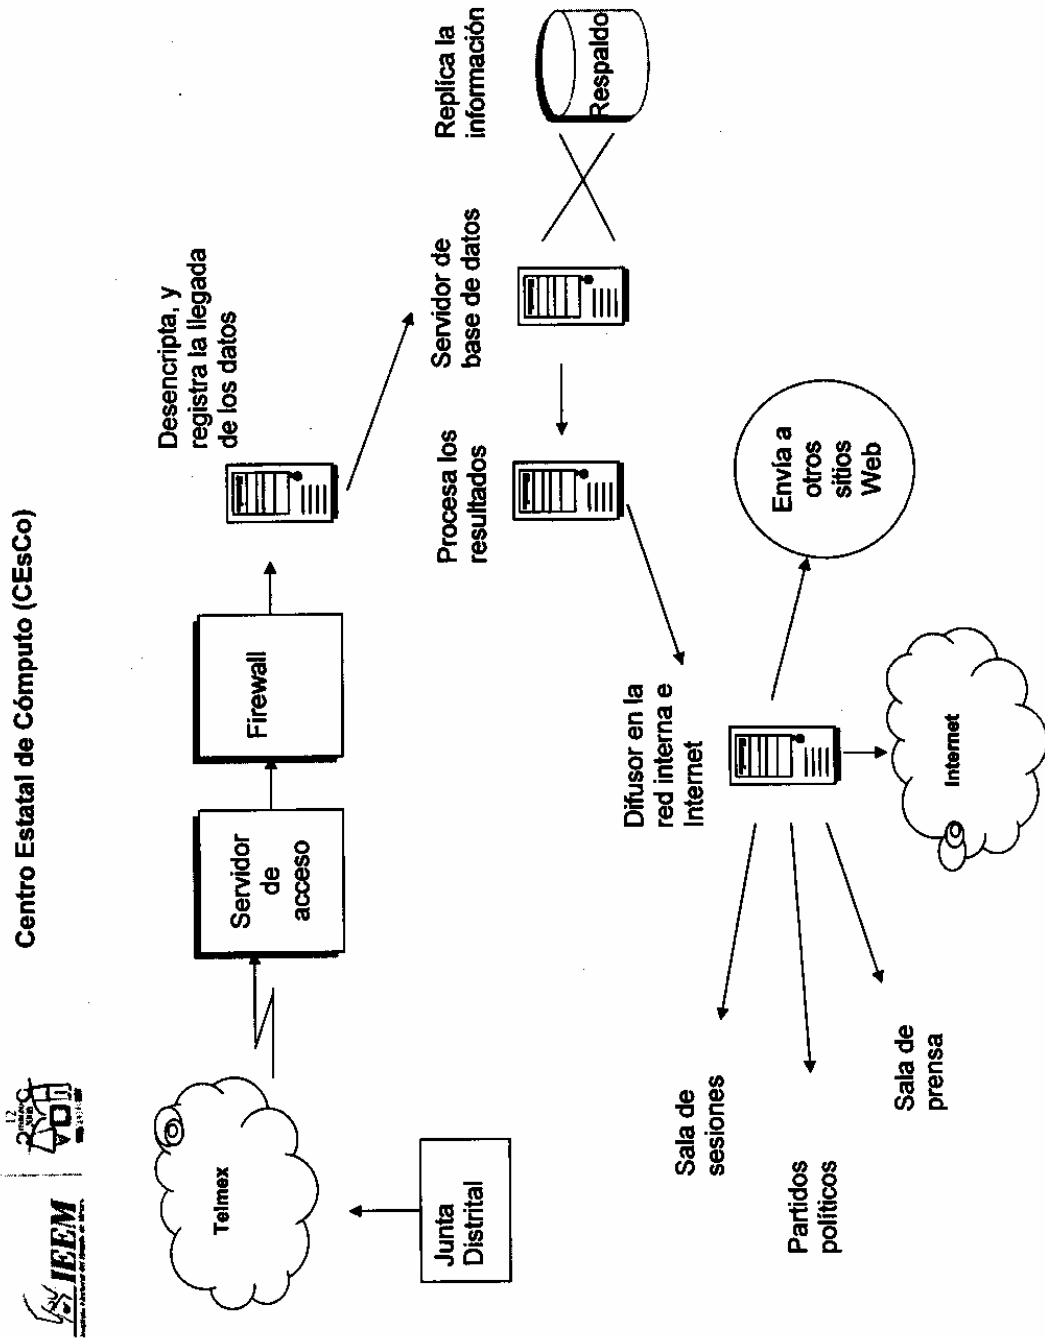 IEEM
12
Centro Estatal de Cómputo (CEsCo)
Telmex
Junta
Distrital
Servidor
de
acceso
Firewall
Desencripta, y
registra la llegada
de los datos
Servidor de
base de datos
Replíca la
información
Respaldo
Procesa los
resultados
Difusor en la
red interna e
Internet
Envía a
otros
sitios
Web
Internet
Sala de
sesiones
Partidos
políticos
Sala de
prensa